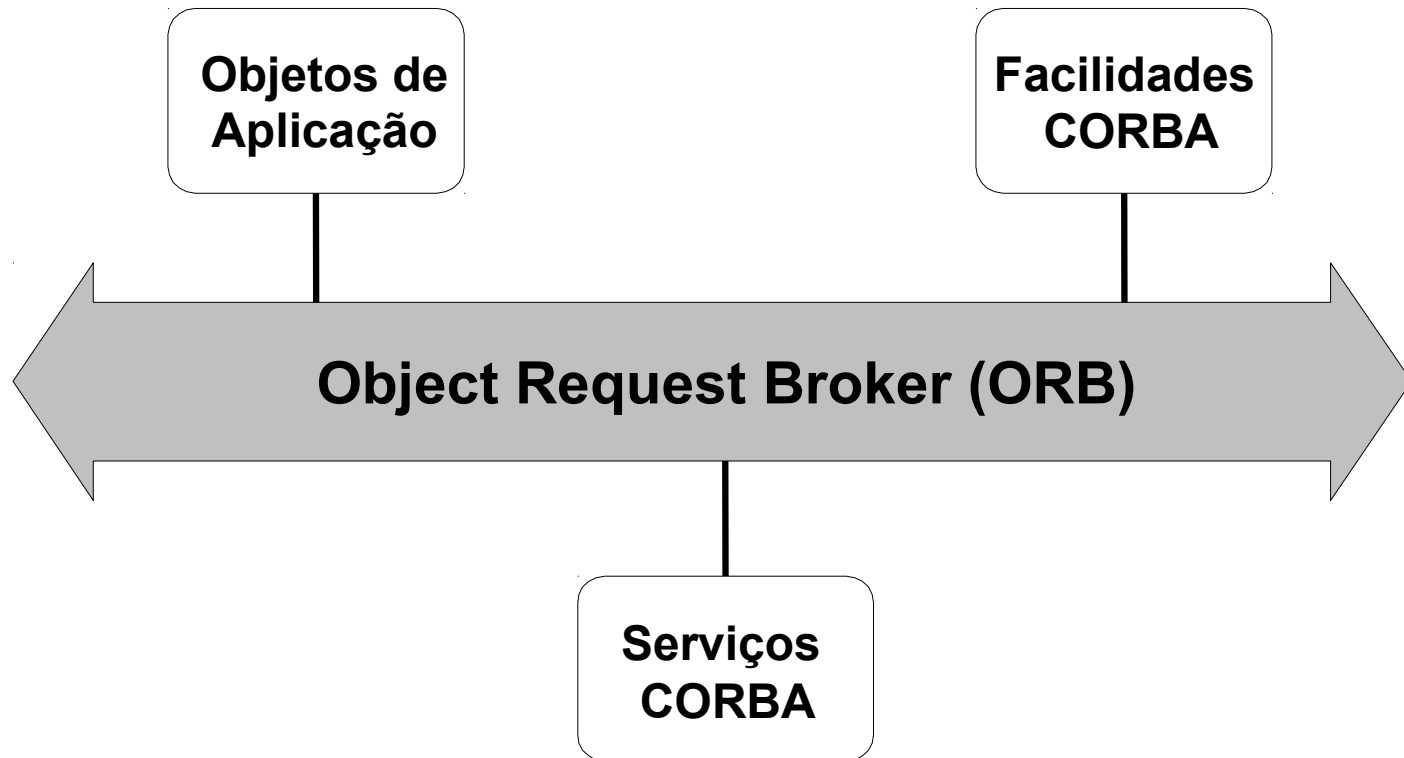 Objetos de
Aplicação
Facilidades
CORBA
Object Request Broker (ORB)
Serviços
CORBA